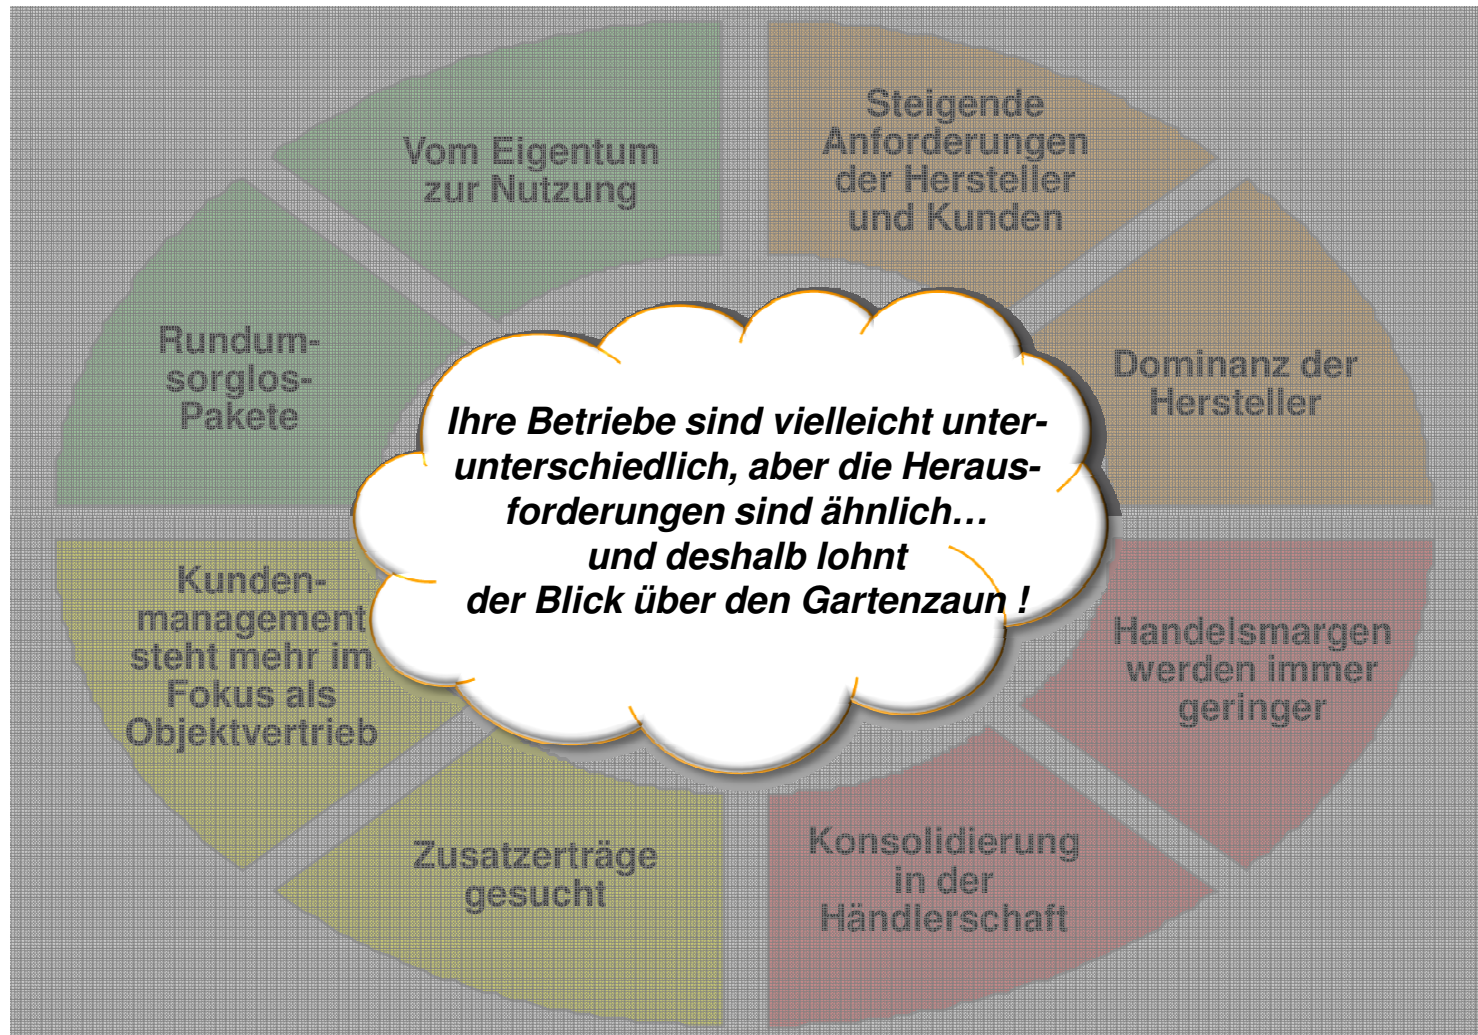 Vom Eigentum
zur Nutzung
Steigende
Anforderungen
der Hersteller
und Kunden
Rundum-
sorglos-
Pakete
Dominanz der
Hersteller
Ihre Betriebe sind vielleicht unter-
unterschiedlich, aber die Heraus-
forderungen sind ähnlich…
und deshalb lohnt
der Blick über den Gartenzaun !
Kunden-
management
steht mehr im
Fokus als
Objektvertrieb
Handelsmargen
werden immer
geringer
Zusatzerträge
gesucht
Konsolidierung
in der
Händlerschaft